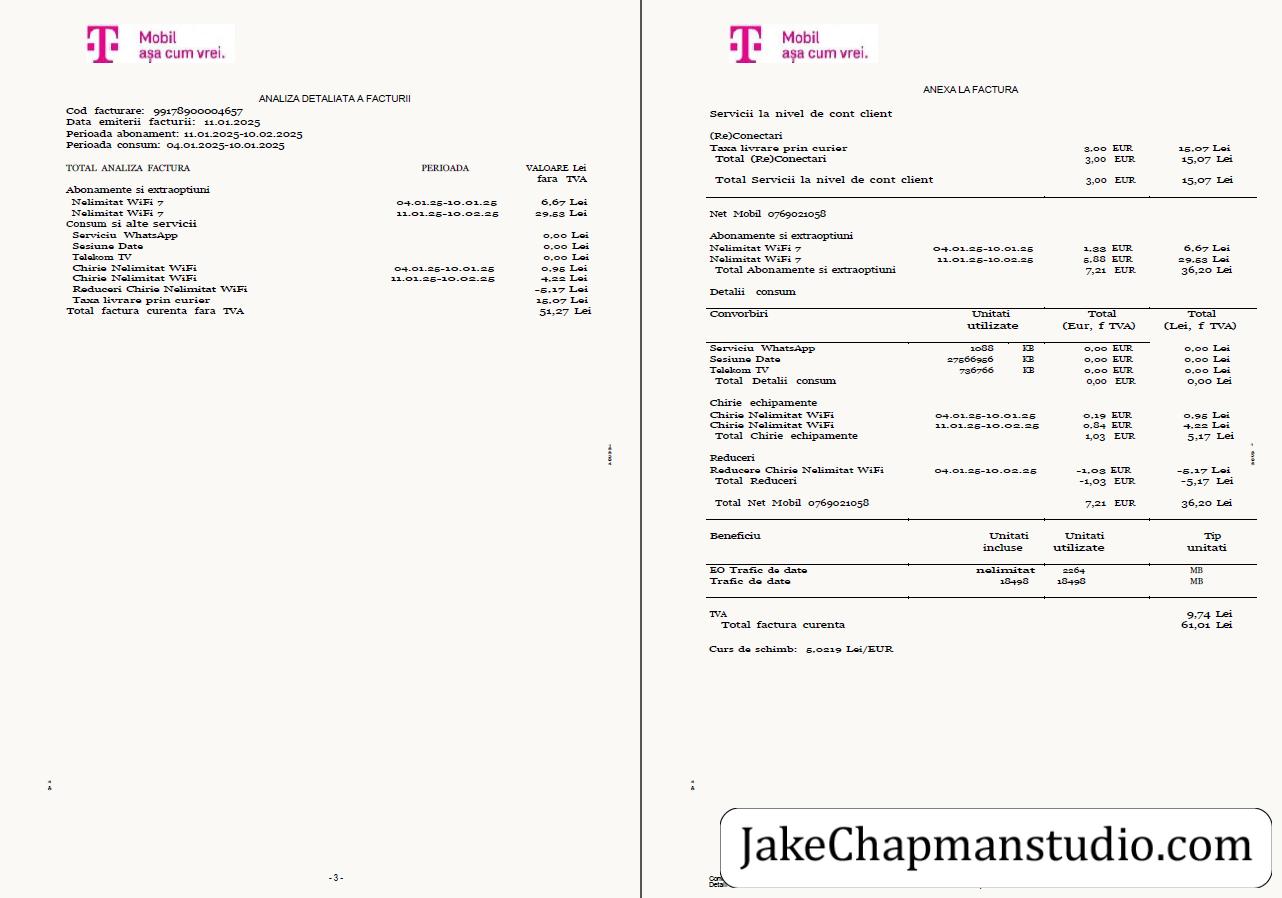 T Mobil
așa cum vrei.
ANALIZA DETALIATA A FACTURII
Cod facturare: 99178900004657
Data emiterii facturii: 11.01.2025
Perioada abonament: 11.01.2025-10.02.2025
Perioada consum: 04.01.2025-10.01.2025
TOTAL ANALIZA FACTURA PERIOADA VALOARE Lei
fara TVA
Abonamente si extraoptiuni
Nelimitat WiFi 7 04.01.25-10.01.25 6,67 Lei
Nelimitat WiFi 7 11.01.25-10.02.25 29,53 Lei
Consum si alte servicii
Serviciu WhatsApp 0,00 Lei
Sesiune Date 0,00 Lei
Telekom TV 0,00 Lei
Chirie Nelimitat WiFi 04.01.25-10.01.25 0,95 Lei
Chirie Nelimitat WiFi 11.01.25-10.02.25 4,22 Lei
Reduceri Chirie Nelimitat WiFi -5,17 Lei
Taxa livrare prin curier 15,07 Lei
Total factura curenta fara TVA 51,27 Lei
- 3 -
T Mobil
așa cum vrei.
ANEXA LA FACTURA
Servicii la nivel de cont client
(Re)Conectari
Taxa livrare prin curier 3,00 EUR 15,07 Lei
Total (Re)Conectari 3,00 EUR 15,07 Lei
Total Servicii la nivel de cont client 3,00 EUR 15,07 Lei
Net Mobil 0769021058
Abonamente si extraoptiuni
Nelimitat WiFi 7 04.01.25-10.01.25 1,33 EUR 6,67 Lei
Nelimitat WiFi 7 11.01.25-10.02.25 5,88 EUR 29,53 Lei
Total Abonamente si extraoptiuni 7,21 EUR 36,20 Lei
Detalii consum
Convorbiri Unitati Total Total
utilizate (Eur, f TVA) (Lei, f TVA)
Serviciu WhatsApp 1088 KB 0,00 EUR 0,00 Lei
Sesiune Date 27566956 KB 0,00 EUR 0,00 Lei
Telekom TV 736766 KB 0,00 EUR 0,00 Lei
Total Detalii consum 0,00 EUR 0,00 Lei
Chirie echipamente
Chirie Nelimitat WiFi 04.01.25-10.01.25 0,19 EUR 0,95 Lei
Chirie Nelimitat WiFi 11.01.25-10.02.25 0,84 EUR 4,22 Lei
Total Chirie echipamente 1,03 EUR 5,17 Lei
Reduceri
Reducere Chirie Nelimitat WiFi 04.01.25-10.02.25 -1,03 EUR -5,17 Lei
Total Reduceri -1,03 EUR -5,17 Lei
Total Net Mobil 0769021058 7,21 EUR 36,20 Lei
Beneficiu Unitati Unitati Tip
incluse utilizate unitati
EO Trafic de date nelimitat 2264 MB
Trafic de date 18498 18498 MB
TVA 9,74 Lei
Total factura curenta 61,01 Lei
Curs de schimb: 5,0219 Lei/EUR
JakeChapmanstudio.com